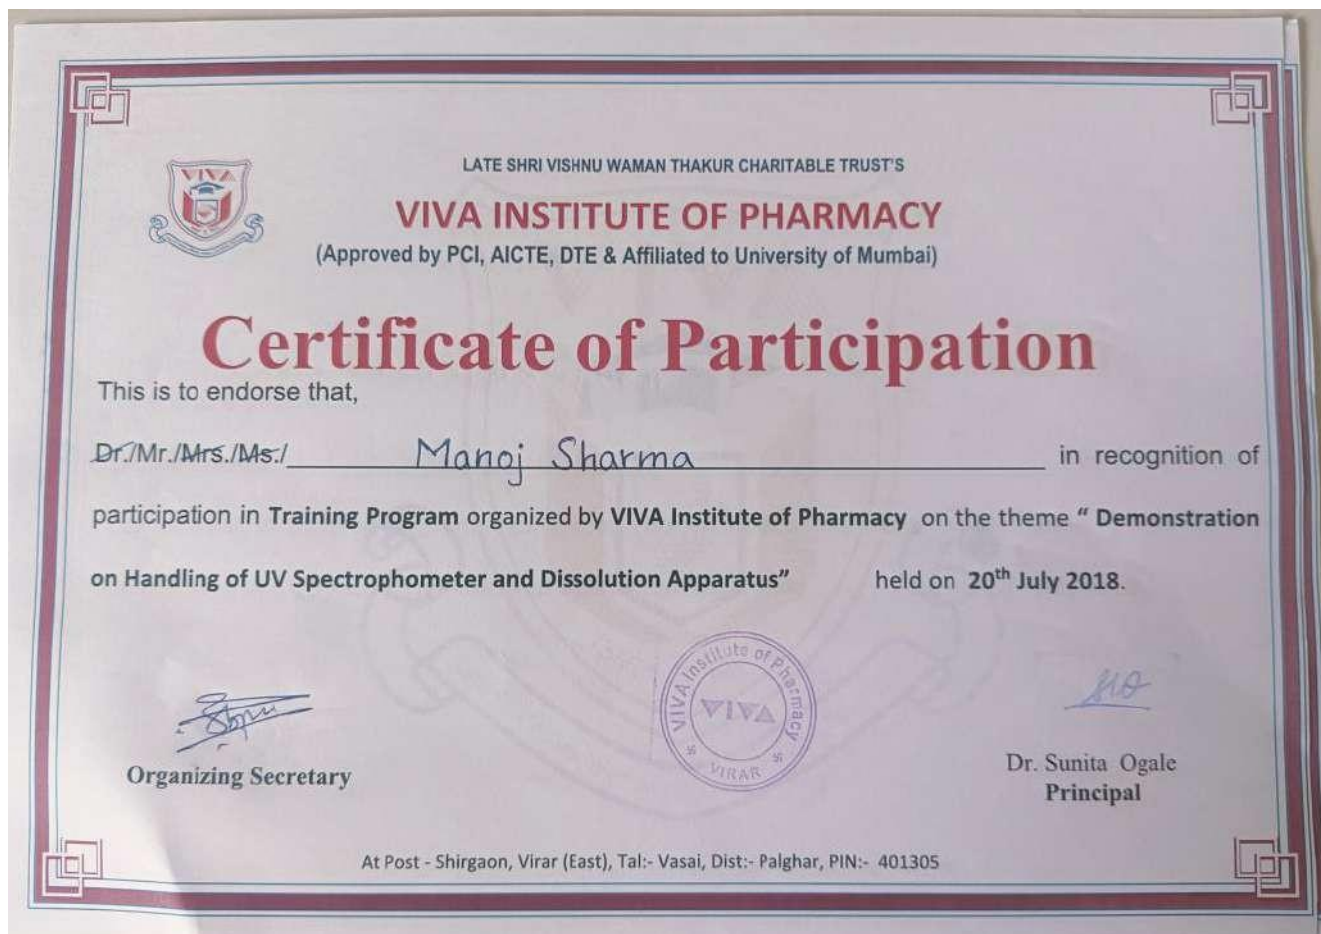 VIVA
LATE SHRI VISHNU WAMAN THAKUR CHARITABLE TRUST'S
VIVA INSTITUTE OF PHARMACY
(Approved by PCI, AICTE, DTE & Affiliated to University of Mumbai)
Certificate of Participation
This is to endorse that,
Dr./Mr./Mrs./Ms./ Manoj Sharma in recognition of
participation in Training Program organized by VIVA Institute of Pharmacy on the theme “ Demonstration
on Handling of UV Spectrophometer and Dissolution Apparatus” held on 20th July 2018.
VIVA Institute of Pharmacy
VIVA
VIRAR
Organizing Secretary
Dr. Sunita Ogale
Principal
At Post - Shirgaon, Virar (East), Tal:- Vasai, Dist:- Palghar, PIN:- 401305